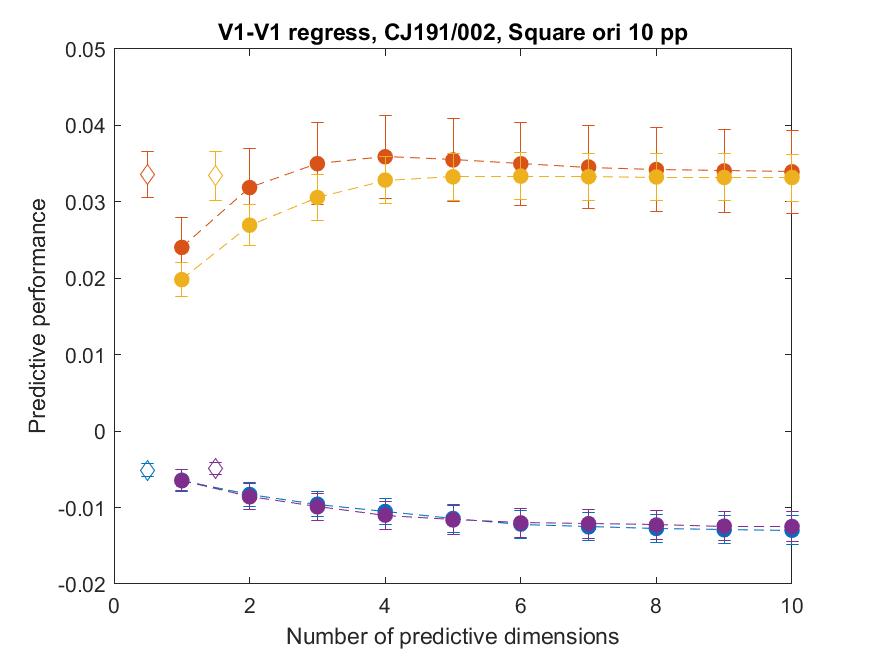 V1-V1 regress, CJ191/002, Square ori 10 pp
0.05
0.04
0.03
0.02
0.01
0
-0.01
-0.02
Predictive performance
0 2 4 6 8 10
Number of predictive dimensions